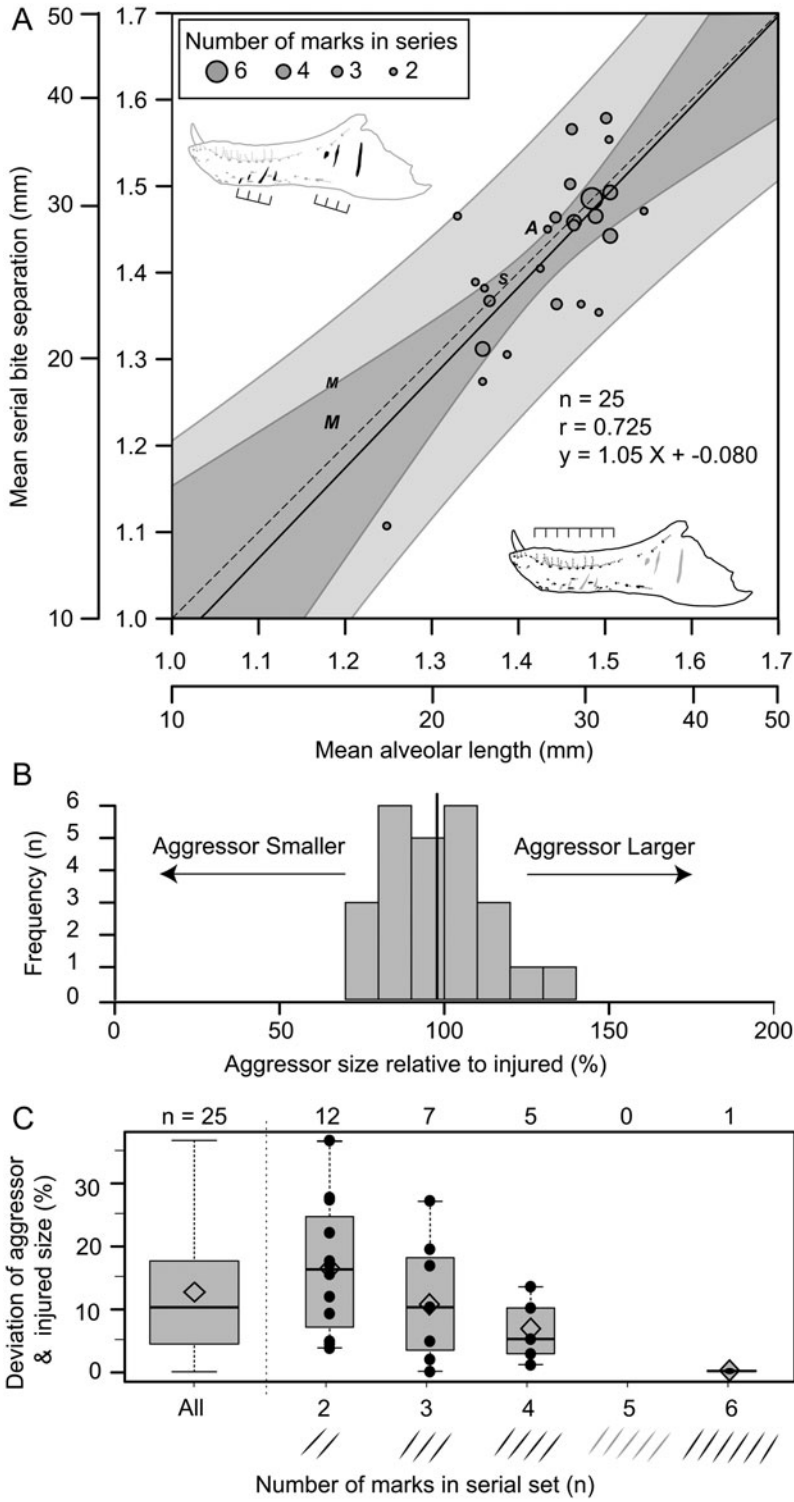 A
Number of marks in series
6 4 3 2
Mean serial bite separation (mm)
50
40
30
20
10
1.7
1.6
1.5
1.4
1.3
1.2
1.1
1.0
A
S
M
M
n = 25
r = 0.725
y = 1.05 X + -0.080
1.0 1.1 1.2 1.3 1.4 1.5 1.6 1.7
10 20 30 40 50
Mean alveolar length (mm)
B
Frequency (n)
6
5
4
3
2
1
0
Aggressor Smaller
Aggressor Larger
0 50 100 150 200
Aggressor size relative to injured (%)
C
n = 25 12 7 5 0 1
Deviation of aggressor
& injured size (%)
30
20
10
0
All 2 3 4 5 6
Number of marks in serial set (n)